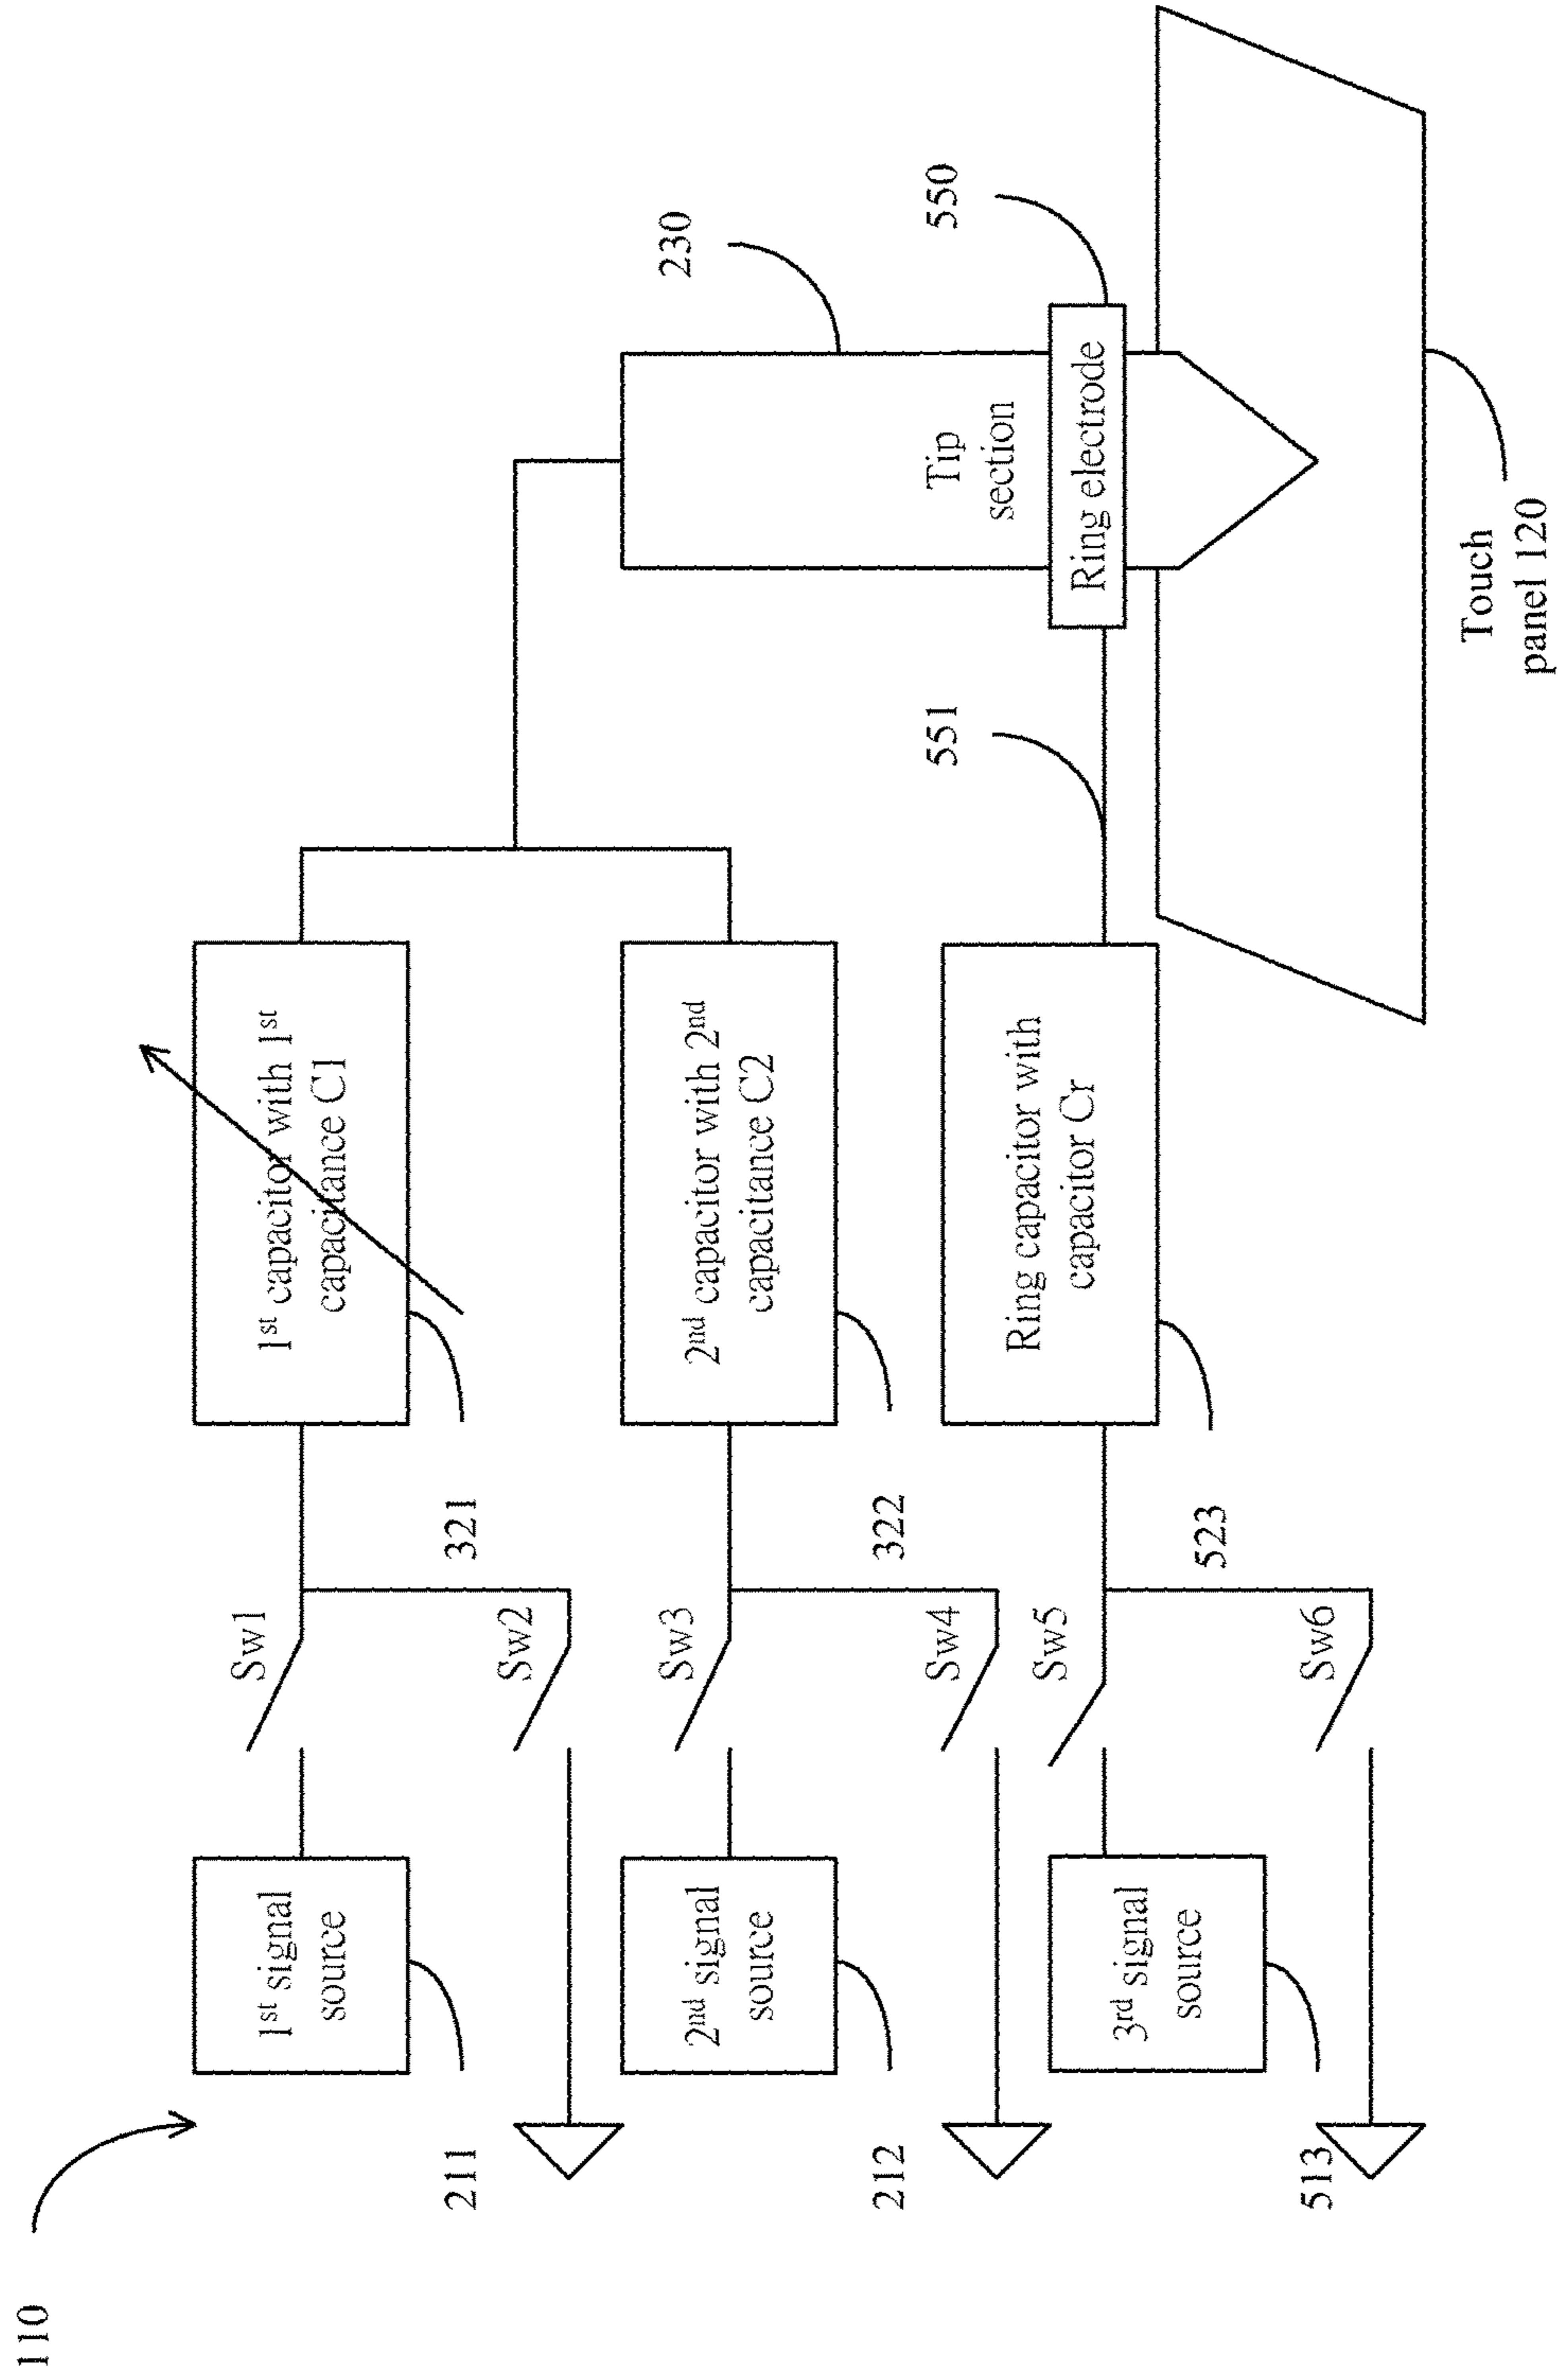 110
1st signal
source
211
Sw1
Sw2
321
1st capacitor with 1st
capacitance C1
2nd signal
source
212
Sw3
Sw4
322
2nd capacitor with 2nd
capacitance C2
3rd signal
source
513
Sw5
Sw6
523
Ring capacitor with
capacitor Cr
551
Tip
section
230
Ring electrode
550
Touch
panel 120